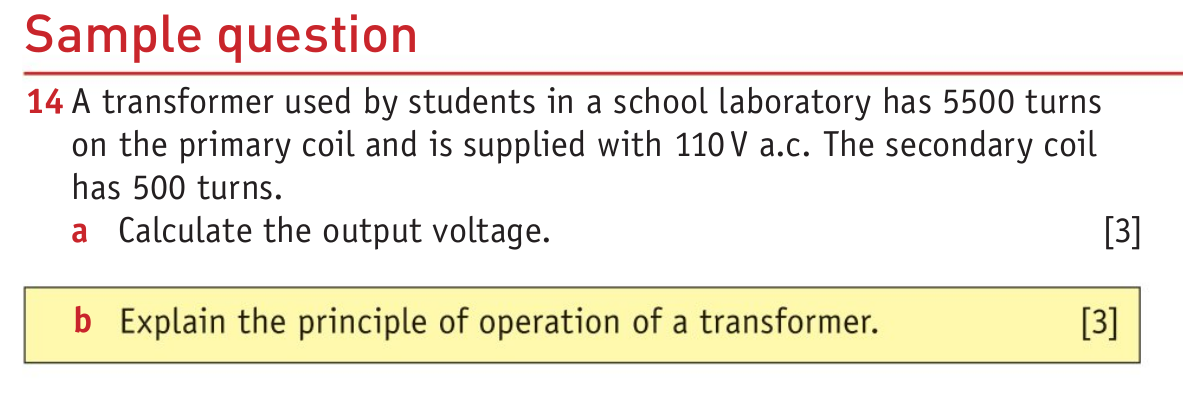 Sample question
14 A transformer used by students in a school laboratory has 5500 turns
on the primary coil and is supplied with 110 V a.c. The secondary coil
has 500 turns.
a Calculate the output voltage. [3]
b Explain the principle of operation of a transformer. [3]